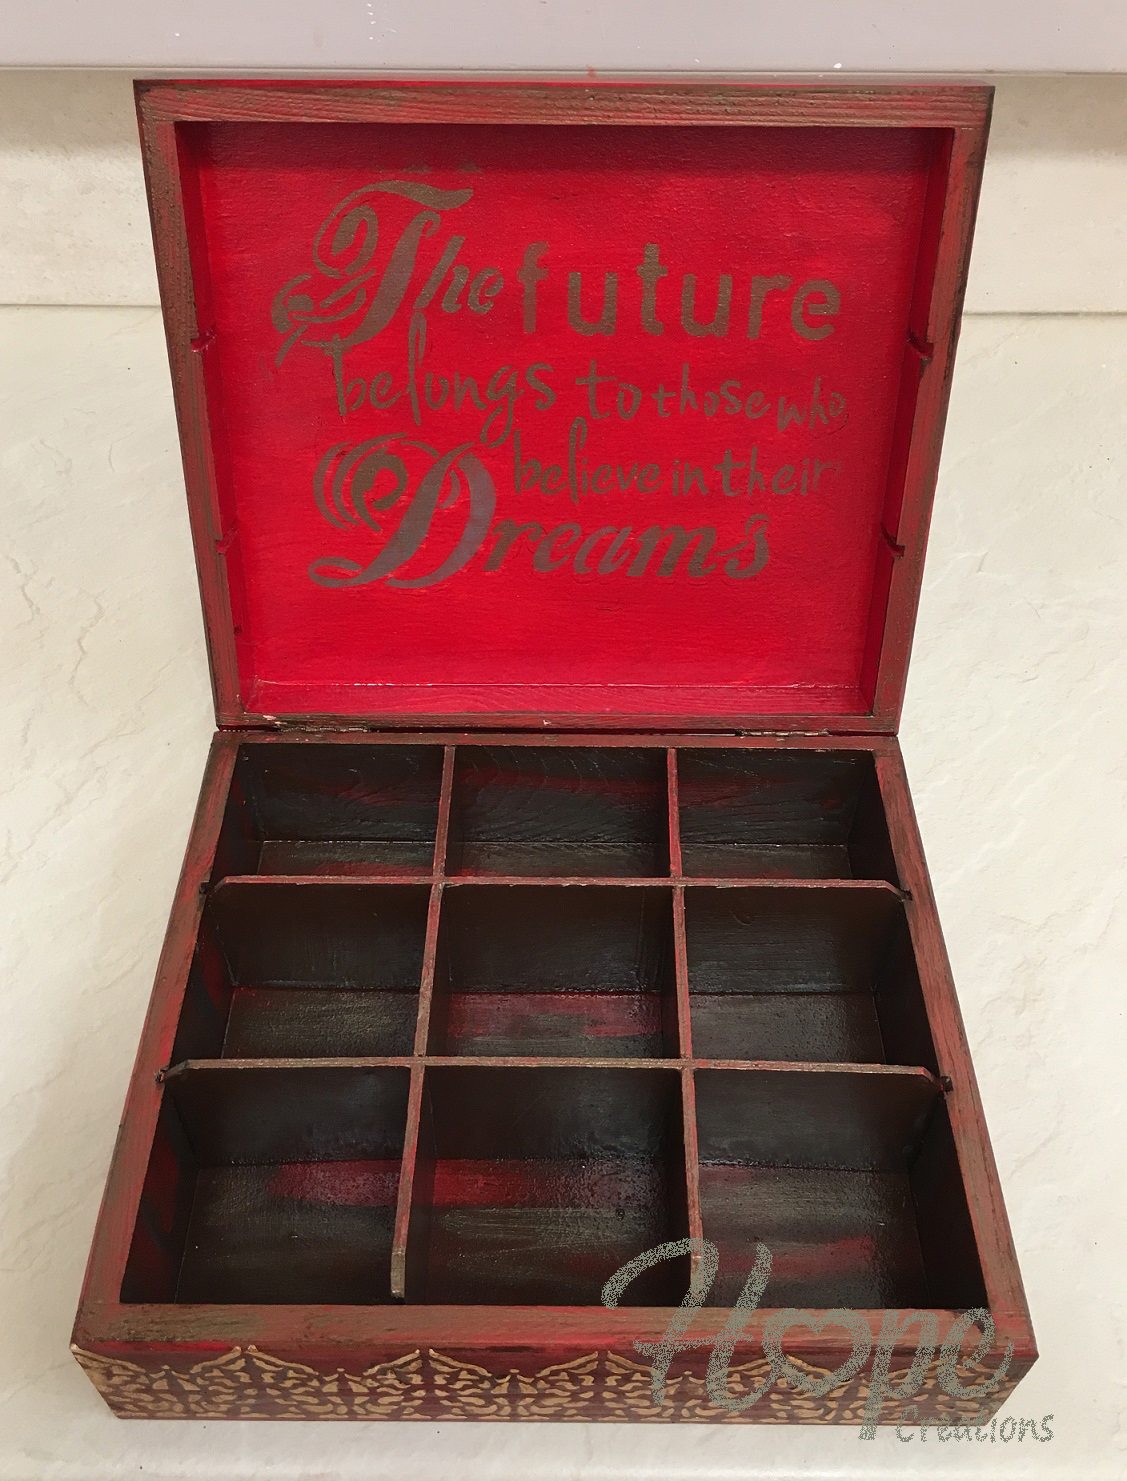 The future
belongs to those who
believe in their
Dreams
Hope
Creations